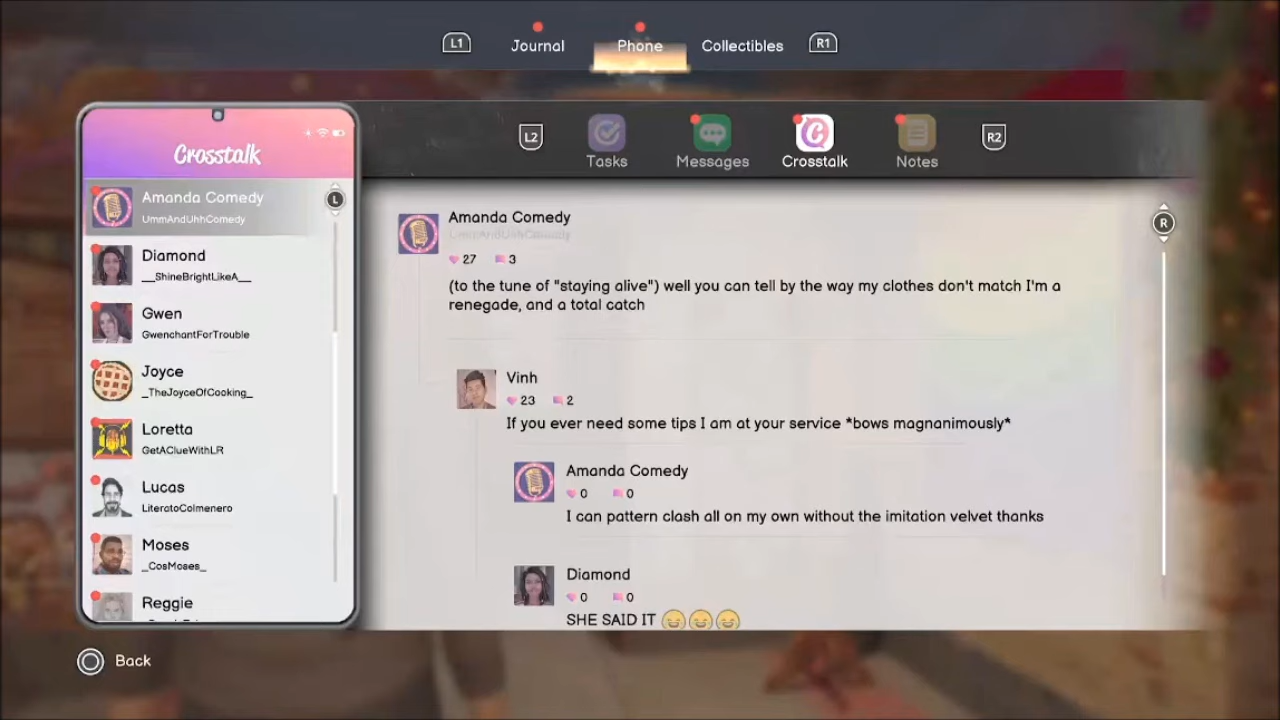 L1
Journal
Phone
Collectibles
R1
L2
Tasks
Messages
Crosstalk
Notes
R2
Crosstalk
L
Amanda Comedy
UmmAndUhhComedy
Diamond
__ShineBrightLikeA__
Gwen
GwenchantForTrouble
Joyce
_TheJoyceOfCooking_
Loretta
GetAClueWithLR
Lucas
LiteratoColmenero
Moses
_CosMoses_
Reggie
Amanda Comedy
UmmAndUhhComedy
27 3
(to the tune of "staying alive") well you can tell by the way my clothes don't match I'm a
renegade, and a total catch
R
Vinh
23 2
If you ever need some tips I am at your service *bows magnanimously*
Amanda Comedy
0 0
I can pattern clash all on my own without the imitation velvet thanks
Diamond
0 0
SHE SAID IT 😄😄😄
Back